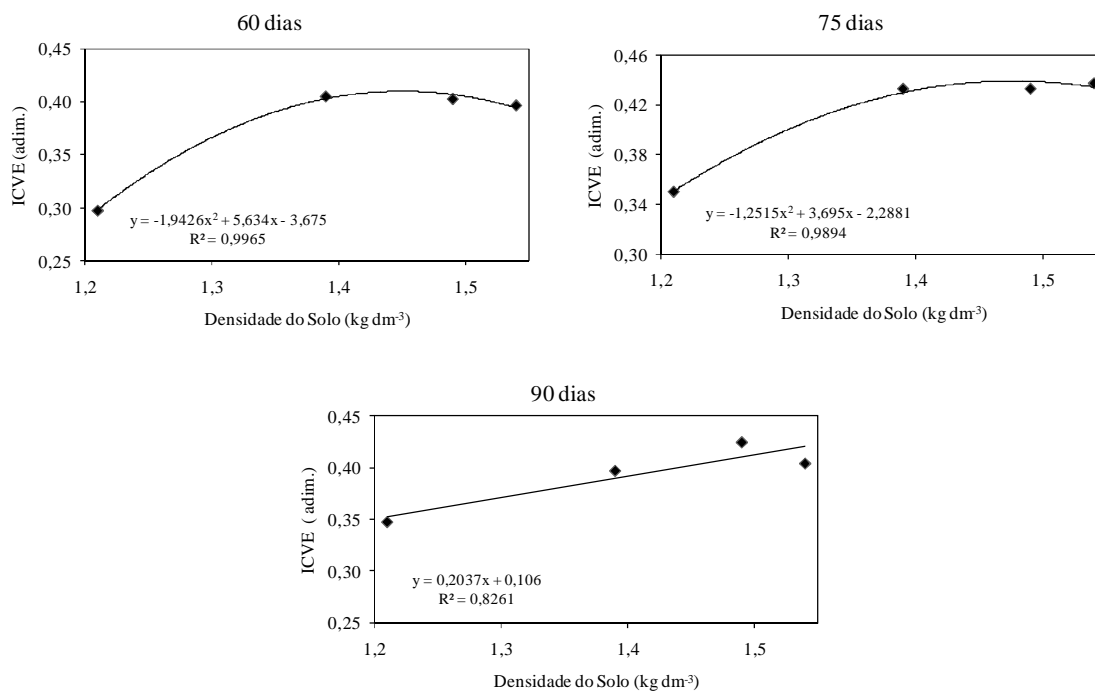 60 dias
0,45
0,40
0,35
0,30
0,25
ICVE (adim.)
y = -1,9426x² + 5,634x - 3,675
R² = 0,9965
1,2 1,3 1,4 1,5
Densidade do Solo (kg dm⁻³)
75 dias
0,46
0,42
0,38
0,34
0,30
ICVE (adim.)
y = -1,2515x² + 3,695x - 2,2881
R² = 0,9894
1,2 1,3 1,4 1,5
Densidade do Solo (kg dm⁻³)
90 dias
0,45
0,40
0,35
0,30
0,25
ICVE ( adim.)
y = 0,2037x + 0,106
R² = 0,8261
1,2 1,3 1,4 1,5
Densidade do Solo (kg dm⁻³)